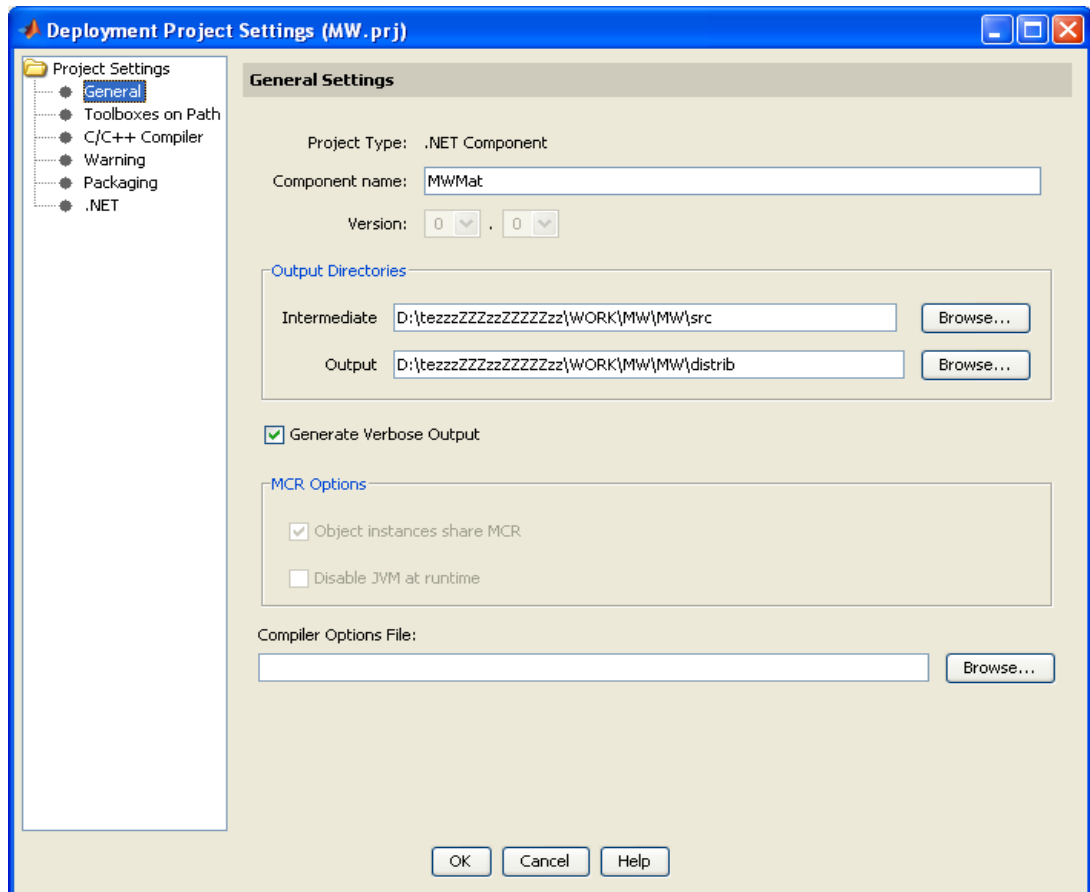 Deployment Project Settings (MW.prj)
Project Settings
General
Toolboxes on Path
C/C++ Compiler
Warning
Packaging
.NET
General Settings
Project Type: .NET Component
Component name: MWMat
Version: 0 . 0
Output Directories
Intermediate D:\tezzzZZZzzZZZZZzz\WORK\MW\MW\src Browse...
Output D:\tezzzZZZzzZZZZZzz\WORK\MW\MW\distrib Browse...
Generate Verbose Output
MCR Options
Object instances share MCR
Disable JVM at runtime
Compiler Options File:
Browse...
OK Cancel Help